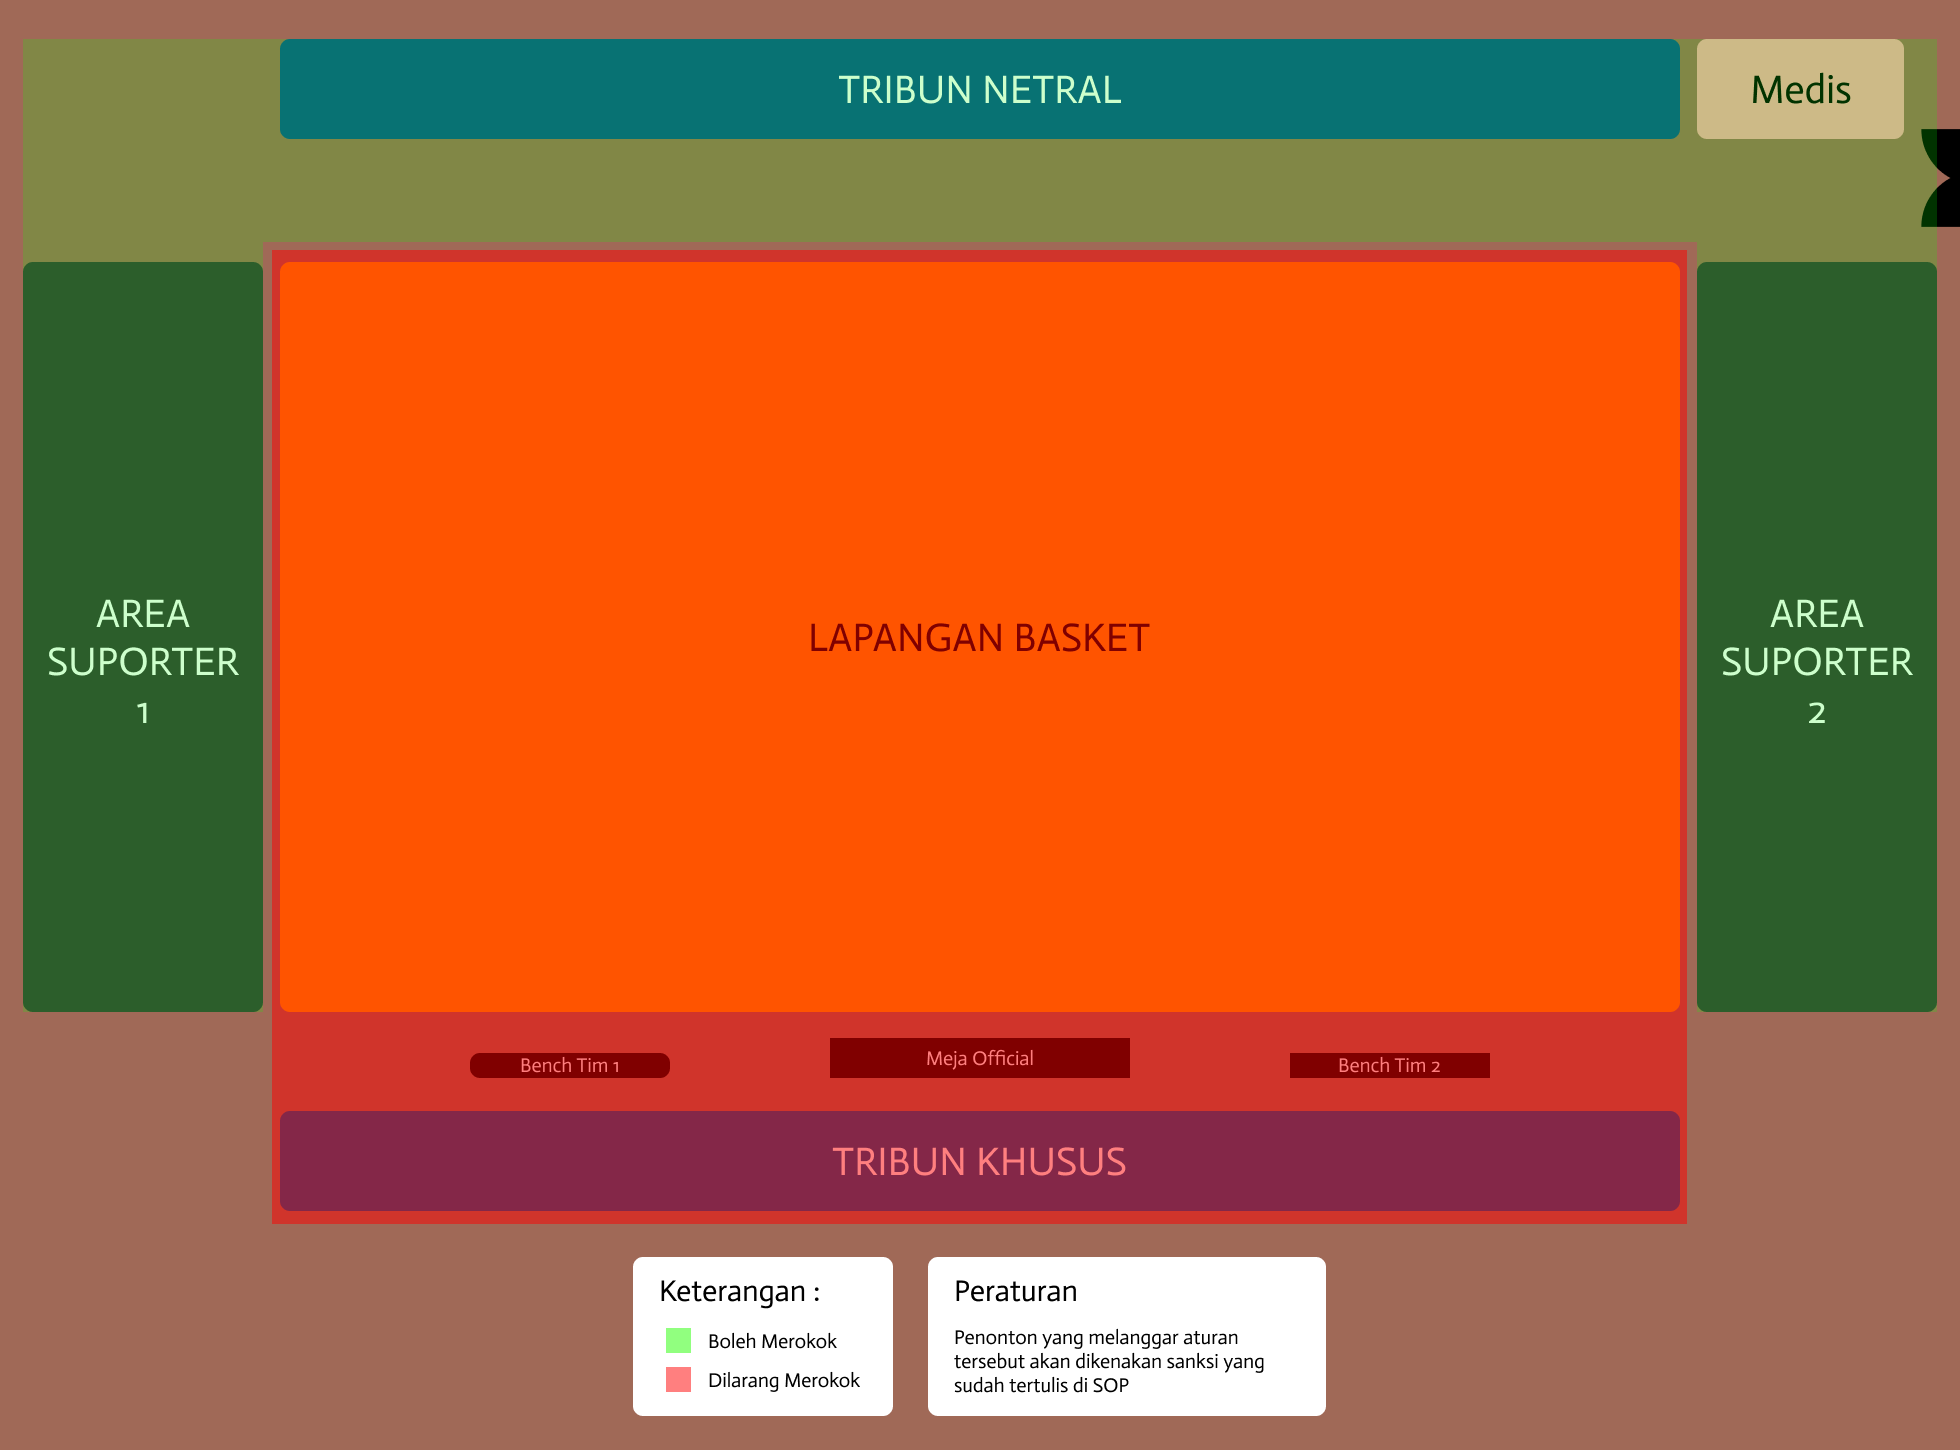 TRIBUN NETRAL
Medis
AREA
SUPORTER
1
LAPANGAN BASKET
AREA
SUPORTER
2
Bench Tim 1
Meja Official
Bench Tim 2
TRIBUN KHUSUS
Keterangan :
Boleh Merokok
Dilarang Merokok
Peraturan
Penonton yang melanggar aturan
tersebut akan dikenakan sanksi yang
sudah tertulis di SOP